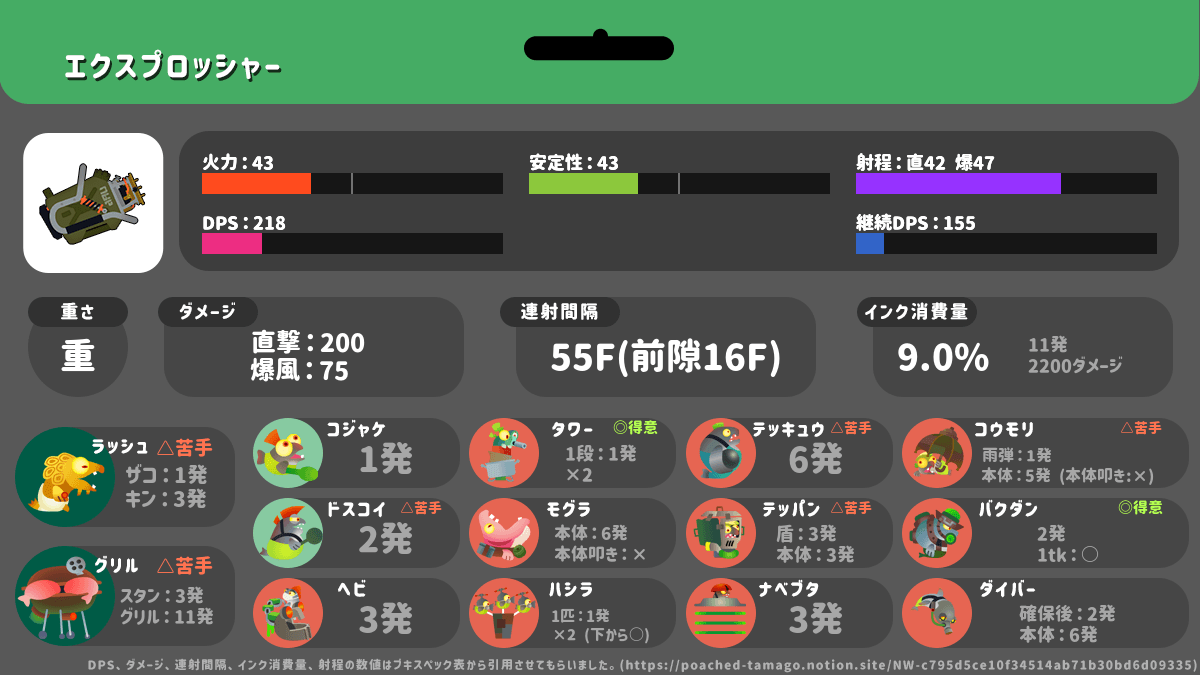 エクスプロッシャー
火力：43
安定性：43
射程：直42 爆47
DPS：218
継続DPS：155
重さ
重
ダメージ
直撃：200
爆風：75
連射間隔
55F(前隙16F)
インク消費量
9.0%
11発
2200ダメージ
ラッシュ △苦手
ザコ：1発
キン：3発
グリル △苦手
スタン：3発
グリル：11発
コジャケ
1発
ドスコイ △苦手
2発
ヘビ
3発
タワー ◎得意
1段：1発
×2
モグラ
本体：6発
本体叩き：×
ハシラ
1匹：1発
×2 (下から○)
テッキュウ △苦手
6発
テッパン △苦手
盾：3発
本体：3発
ナベブタ
3発
コウモリ △苦手
雨弾：1発
本体：5発 (本体叩き：×)
バクダン ◎得意
2発
1tk：○
ダイバー
確保後：2発
本体：6発
DPS、ダメージ、連射間隔、インク消費量、射程の数値はブキスペック表から引用させてもらいました。(https://poached-tamago.notion.site/NW-c795d5ce10f34514ab71b30bd6d09335)